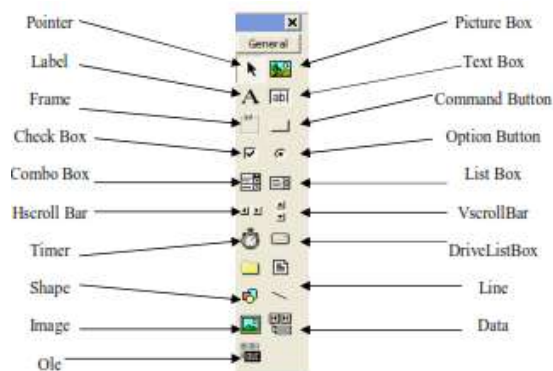 Pointer
Picture Box
General
Label
Text Box
A
ab
Frame
Command Button
Check Box
Option Button
Combo Box
List Box
Hscroll Bar
VscrollBar
Timer
DriveListBox
Shape
Line
Image
Data
Ole